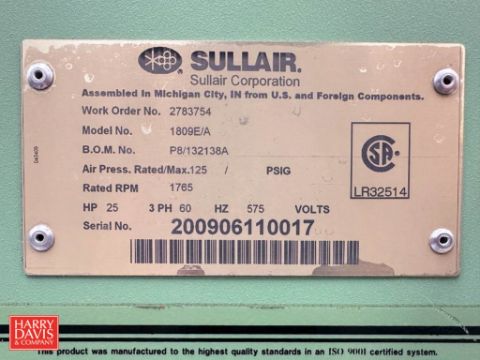 SULLAIR.
Sullair Corporation
Assembled In Michigan City, IN from U.S. and Foreign Components.
Work Order No. 2783754
Model No. 1809E/A
B.O.M. No. P8/132138A
Air Press. Rated/Max. 125 / PSIG
Rated RPM 1765
HP 25 3 PH 60 HZ 575 VOLTS
Serial No. 200906110017
CSA
LR32514
HARRY
DAVIS
& COMPANY
This product was manufactured to the highest quality standards in an ISO 9001 certified system.